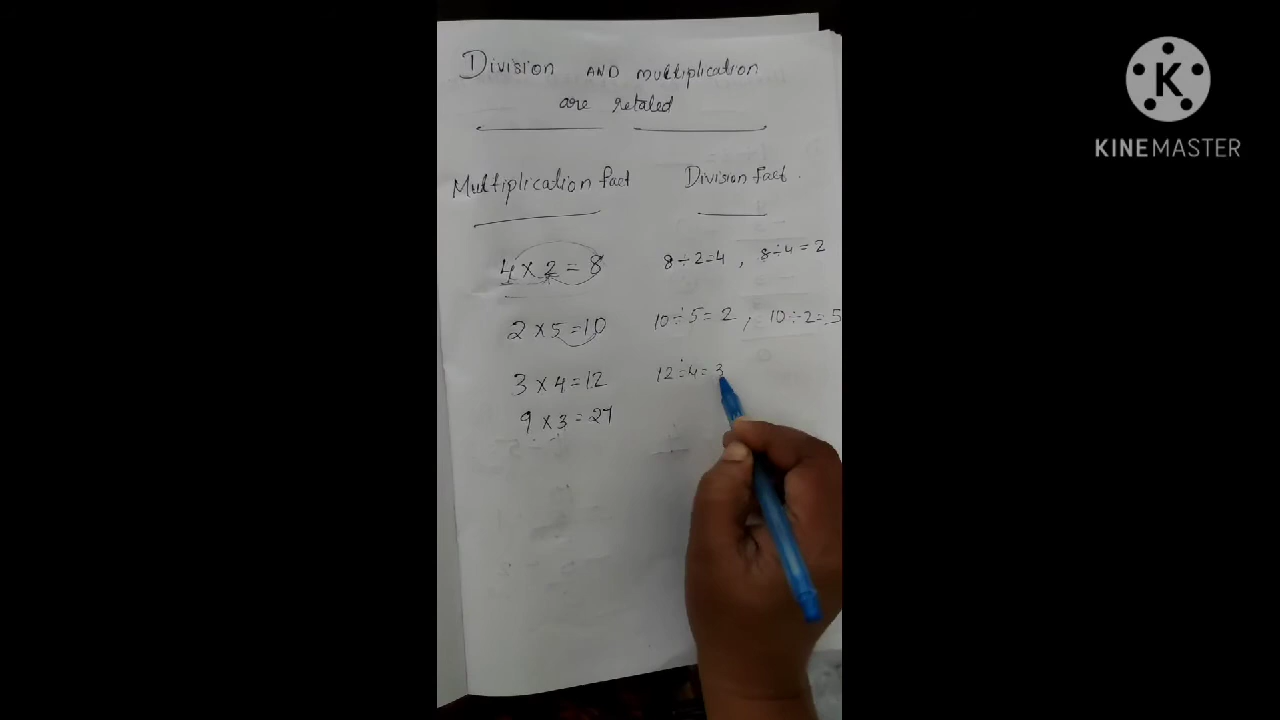 Division AND multiplication
are retaled
Multiplication fact Division Fact.
4 × 2 = 8 8 ÷ 2 = 4 , 8 ÷ 4 = 2
2 × 5 = 10 10 ÷ 5 = 2 , 10 ÷ 2 = 5
3 × 4 = 12 12 ÷ 4 = 3
9 × 3 = 27
K
KINEMASTER